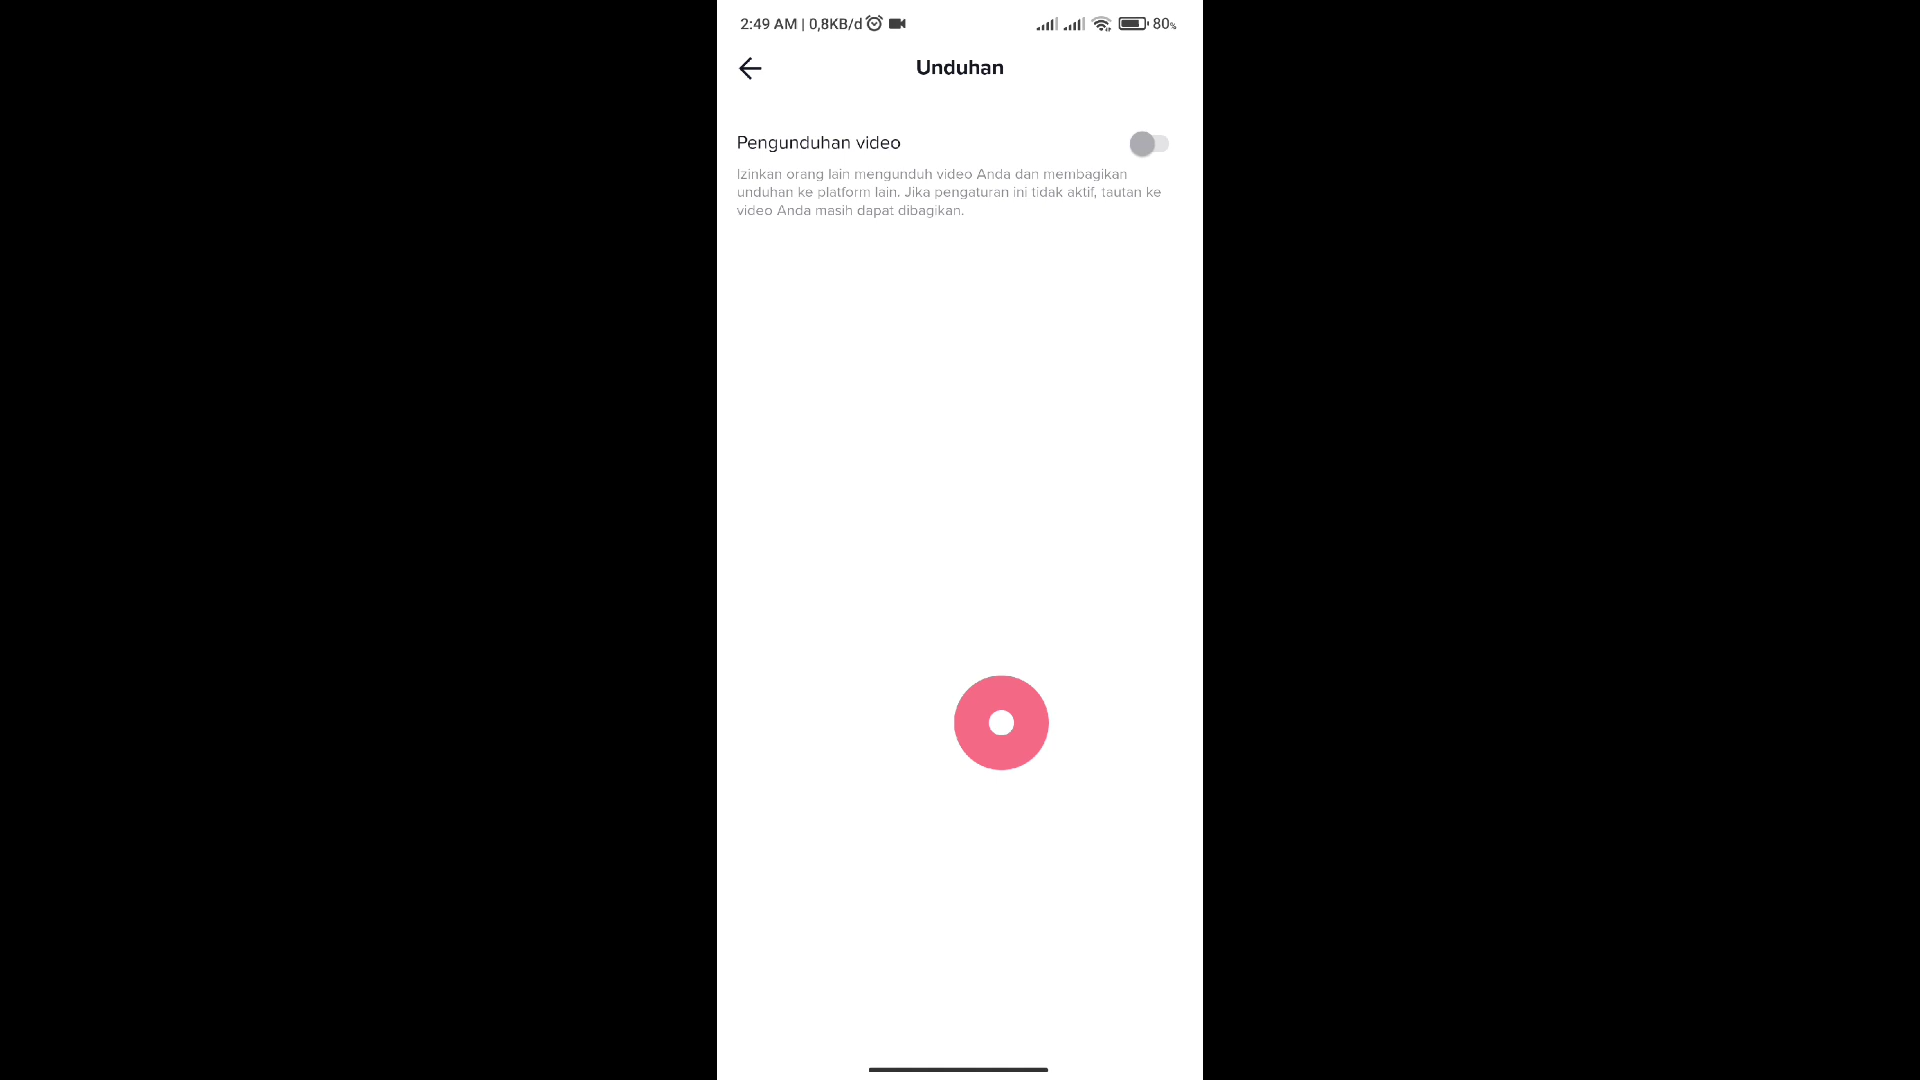 2:49 AM | 0,8KB/d
80%
Unduhan
Pengunduhan video
Izinkan orang lain mengunduh video Anda dan membagikan
unduhan ke platform lain. Jika pengaturan ini tidak aktif, tautan ke
video Anda masih dapat dibagikan.